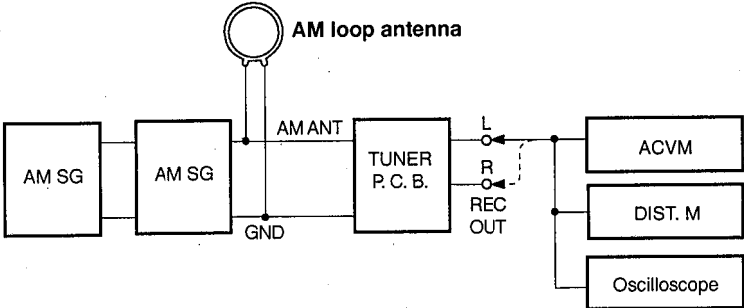 AM loop antenna
AM SG
AM SG
AM ANT
GND
TUNER
P. C. B.
L
R
REC
OUT
ACVM
DIST. M
Oscilloscope